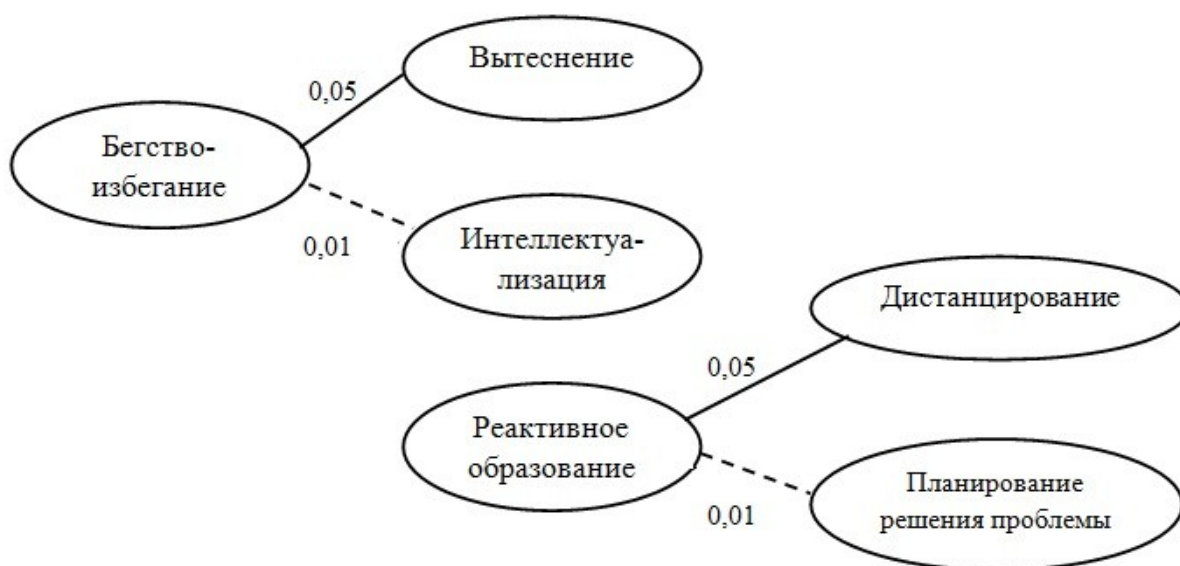 Вытеснение
0,05
Бегство-
избегание
0,01
Интеллектуа-
лизация
Дистанцирование
0,05
Реактивное
образование
0,01
Планирование
решения проблемы